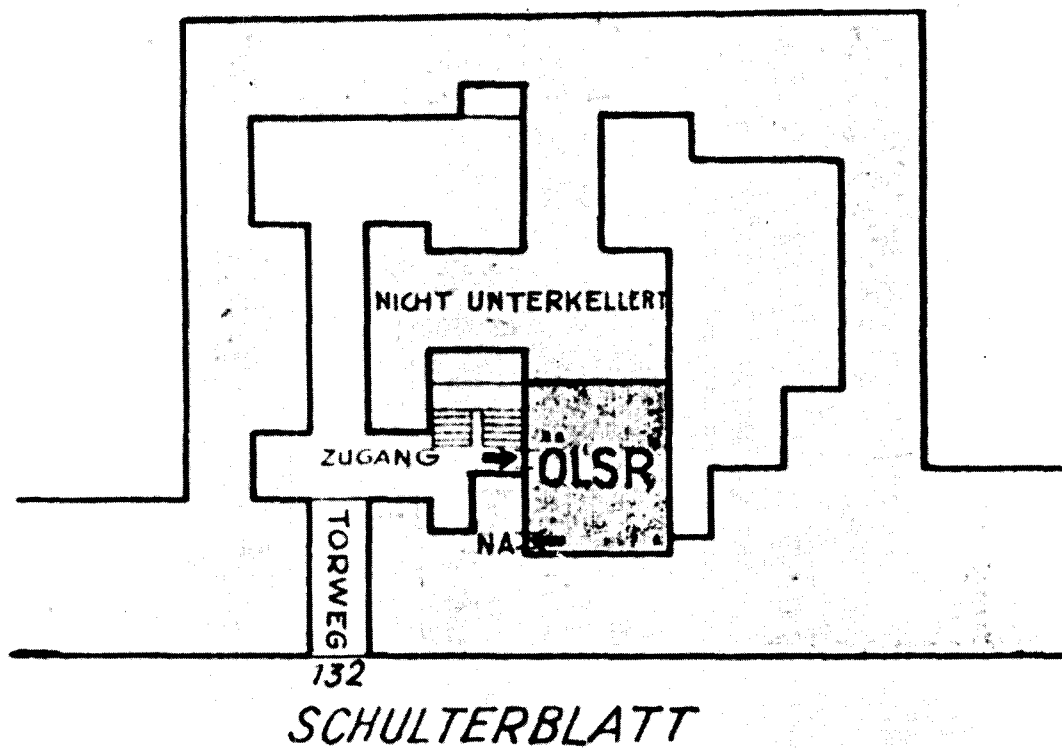 NICHT UNTERKELLERT
ZUGANG
ÖLSR
TORWEG
132
SCHULTERBLATT